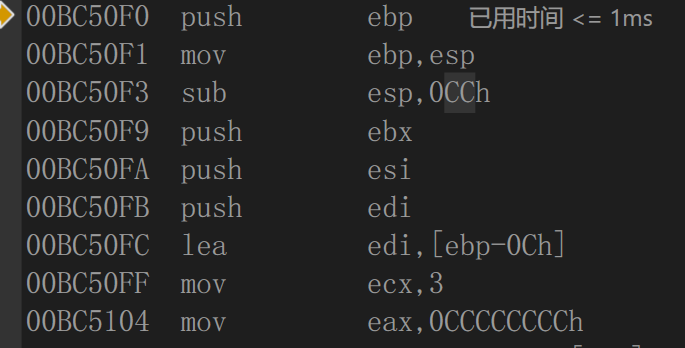 00BC50F0 push ebp 已用时间 <= 1ms
00BC50F1 mov ebp,esp
00BC50F3 sub esp,0CCh
00BC50F9 push ebx
00BC50FA push esi
00BC50FB push edi
00BC50FC lea edi,[ebp-0Ch]
00BC50FF mov ecx,3
00BC5104 mov eax,0CCCCCCCCh